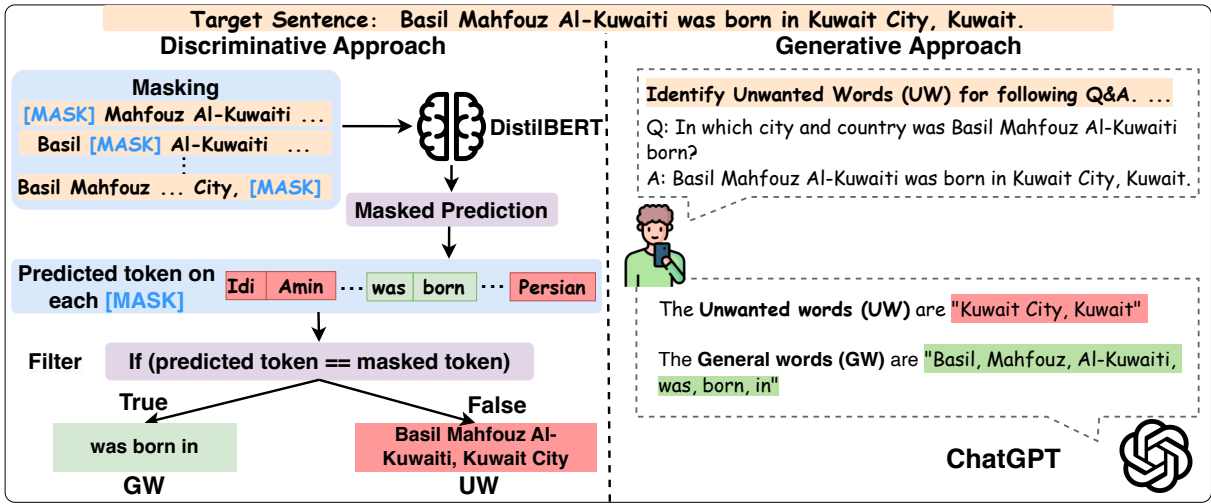 Target Sentence: Basil Mahfouz Al-Kuwaiti was born in Kuwait City, Kuwait.
Discriminative Approach
Masking
[MASK] Mahfouz Al-Kuwaiti ...
Basil [MASK] Al-Kuwaiti ...
Basil Mahfouz ... City, [MASK]
DistilBERT
Masked Prediction
Predicted token on
each [MASK]
Idi Amin ... was born ... Persian
Filter
If (predicted token == masked token)
True
False
was born in
Basil Mahfouz Al-
Kuwaiti, Kuwait City
GW
UW
Generative Approach
Identify Unwanted Words (UW) for following Q&A. ...
Q: In which city and country was Basil Mahfouz Al-Kuwaiti
born?
A: Basil Mahfouz Al-Kuwaiti was born in Kuwait City, Kuwait.
The Unwanted words (UW) are "Kuwait City, Kuwait"
The General words (GW) are "Basil, Mahfouz, Al-Kuwaiti,
was, born, in"
ChatGPT